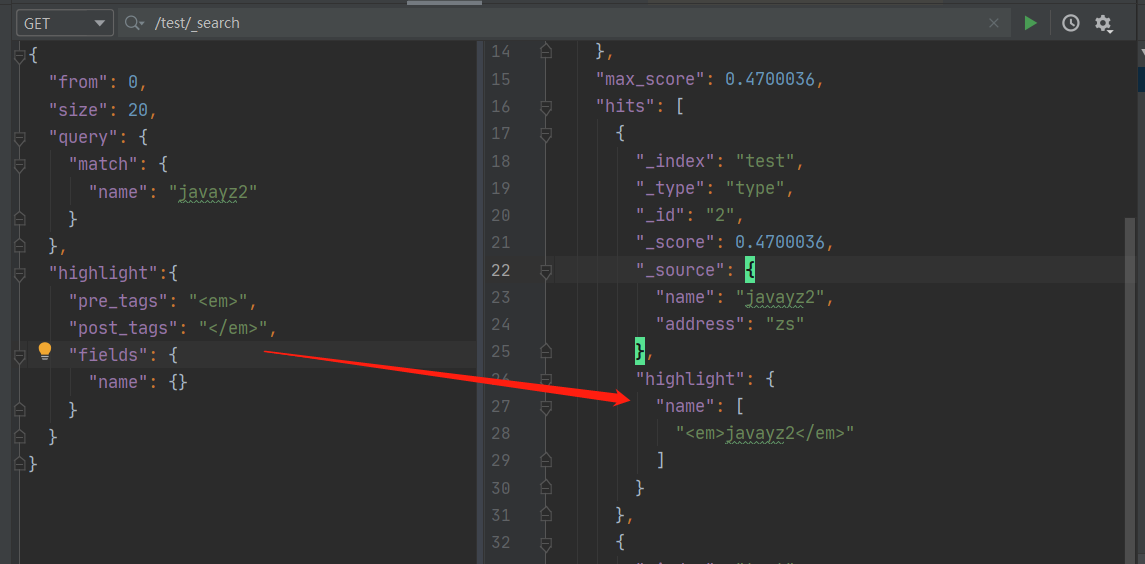 GET
/test/_search
{
"from": 0,
"size": 20,
"query": {
"match": {
"name": "javayz2"
}
},
"highlight":{
"pre_tags": "<em>",
"post_tags": "</em>",
"fields": {
"name": {}
}
}
}
14 },
15 "max_score": 0.4700036,
16 "hits": [
17 {
18 "_index": "test",
19 "_type": "type",
20 "_id": "2",
21 "_score": 0.4700036,
22 "_source": {
23 "name": "javayz2",
24 "address": "zs"
25 },
26 "highlight": {
27 "name": [
28 "<em>javayz2</em>"
29 ]
30 }
31 },
32 {